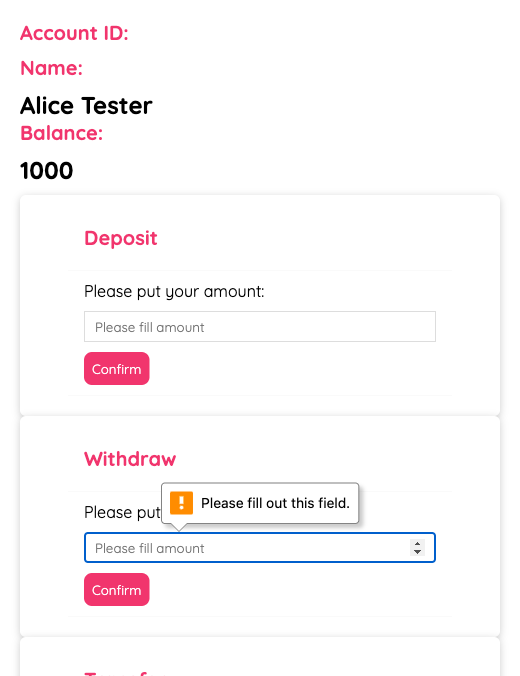 Account ID:
Name:
Alice Tester
Balance:
1000
Deposit
Please put your amount:
Please fill amount
Confirm
Withdraw
Please fill out this field.
Please put
Please fill amount
Confirm